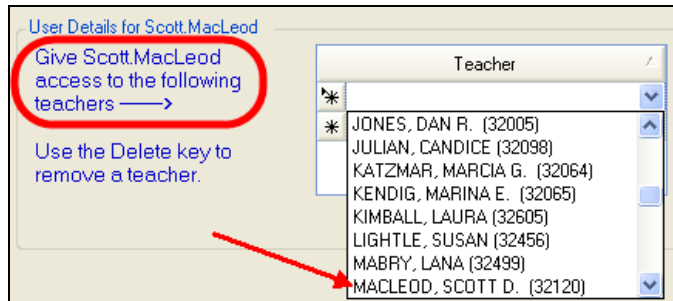 User Details for Scott.MacLeod
Give Scott.MacLeod
access to the following
teachers ——>
Use the Delete key to
remove a teacher.
Teacher
JONES, DAN R. (32005)
JULIAN, CANDICE (32098)
KATZMAR, MARCIA G. (32064)
KENDIG, MARINA E. (32065)
KIMBALL, LAURA (32605)
LIGHTLE, SUSAN (32456)
MABRY, LANA (32499)
MACLEOD, SCOTT D. (32120)